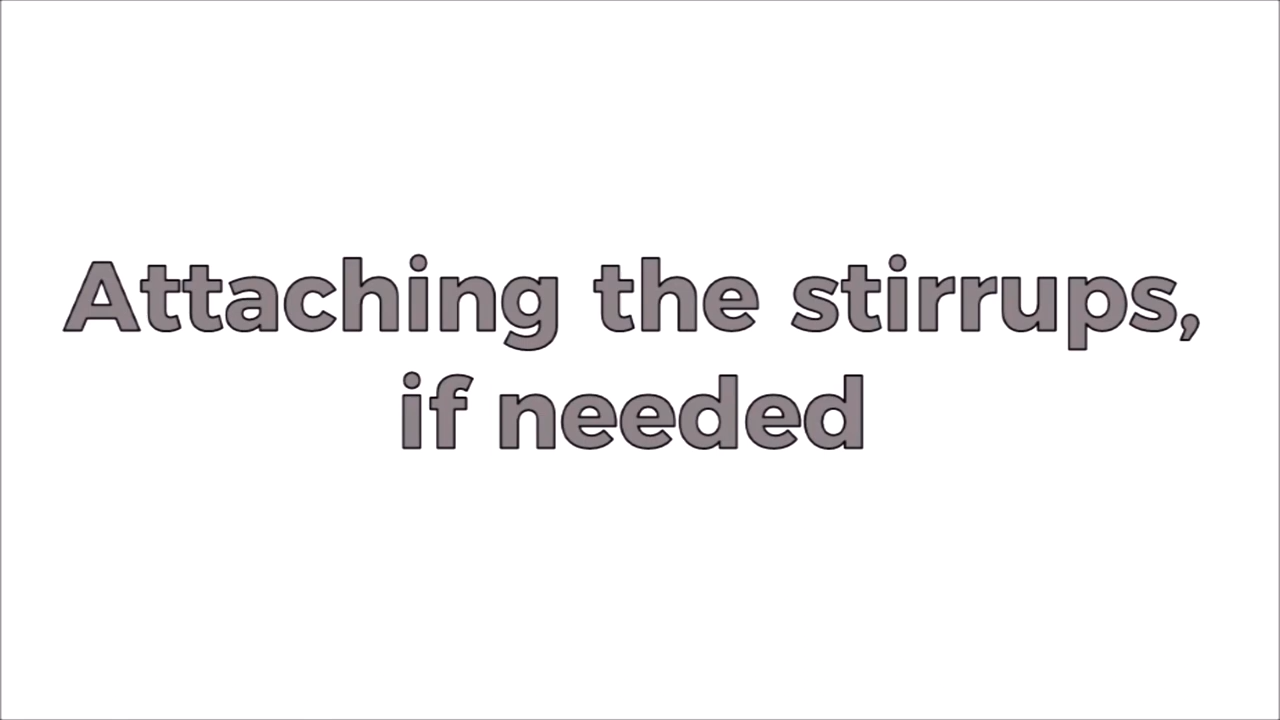 Attaching the stirrups,
if needed